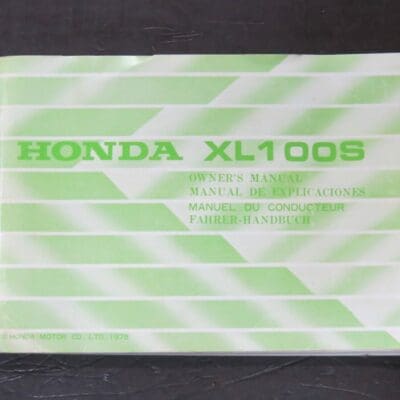 HONDA XL100S
OWNER'S MANUAL
MANUAL DE EXPLICACIONES
MANUEL DU CONDUCTEUR
FAHRER-HANDBUCH
© HONDA MOTOR CO., LTD. 1978